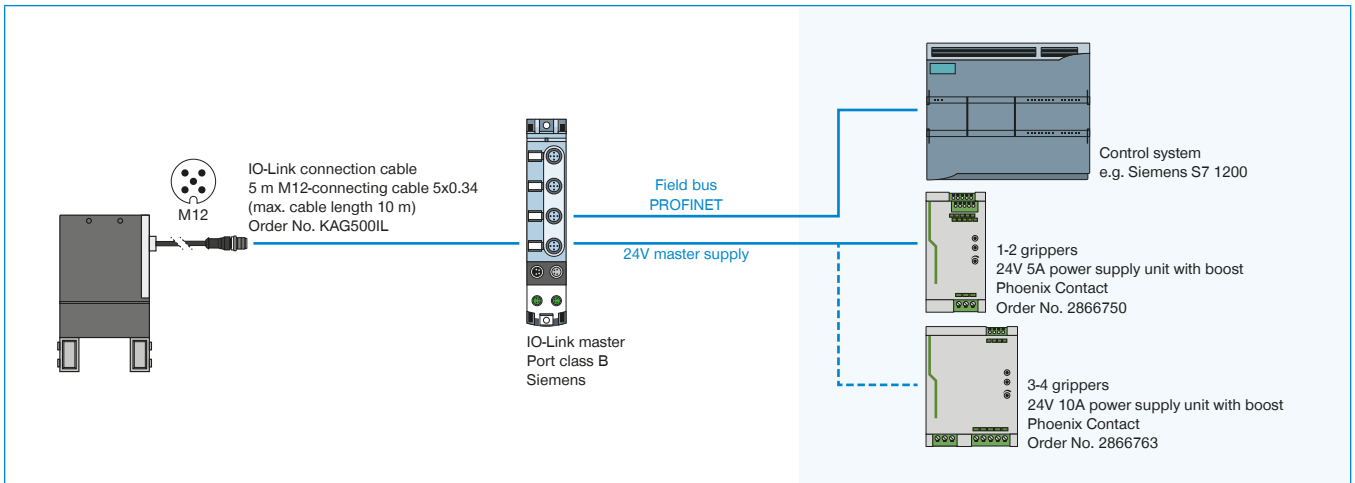 M12
IO-Link connection cable
5 m M12-connecting cable 5x0.34
(max. cable length 10 m)
Order No. KAG500IL
IO-Link master
Port class B
Siemens
Field bus
PROFINET
24V master supply
Control system
e.g. Siemens S7 1200
1-2 grippers
24V 5A power supply unit with boost
Phoenix Contact
Order No. 2866750
3-4 grippers
24V 10A power supply unit with boost
Phoenix Contact
Order No. 2866763